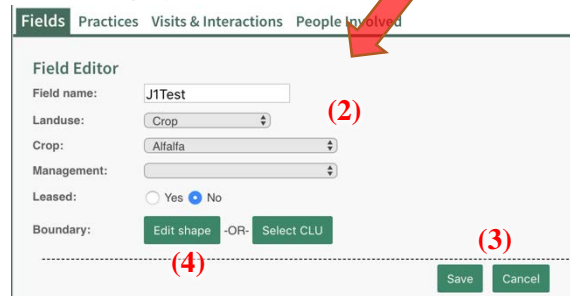 Fields Practices Visits & Interactions People Involved
Field Editor
Field name: J1Test
Landuse: Crop (2)
Crop: Alfalfa
Management:
Leased: Yes No
Boundary: Edit shape -OR- Select CLU
(4) (3)
Save Cancel